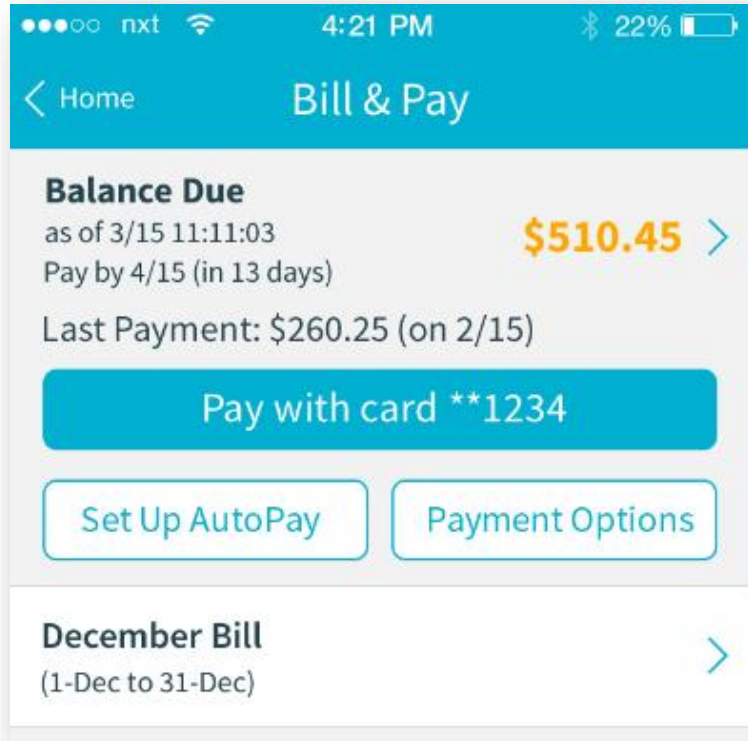 nxt 4:21 PM 22%
Home Bill & Pay
Balance Due
as of 3/15 11:11:03
$510.45
Pay by 4/15 (in 13 days)
Last Payment: $260.25 (on 2/15)
Pay with card **1234
Set Up AutoPay Payment Options
December Bill
(1-Dec to 31-Dec)